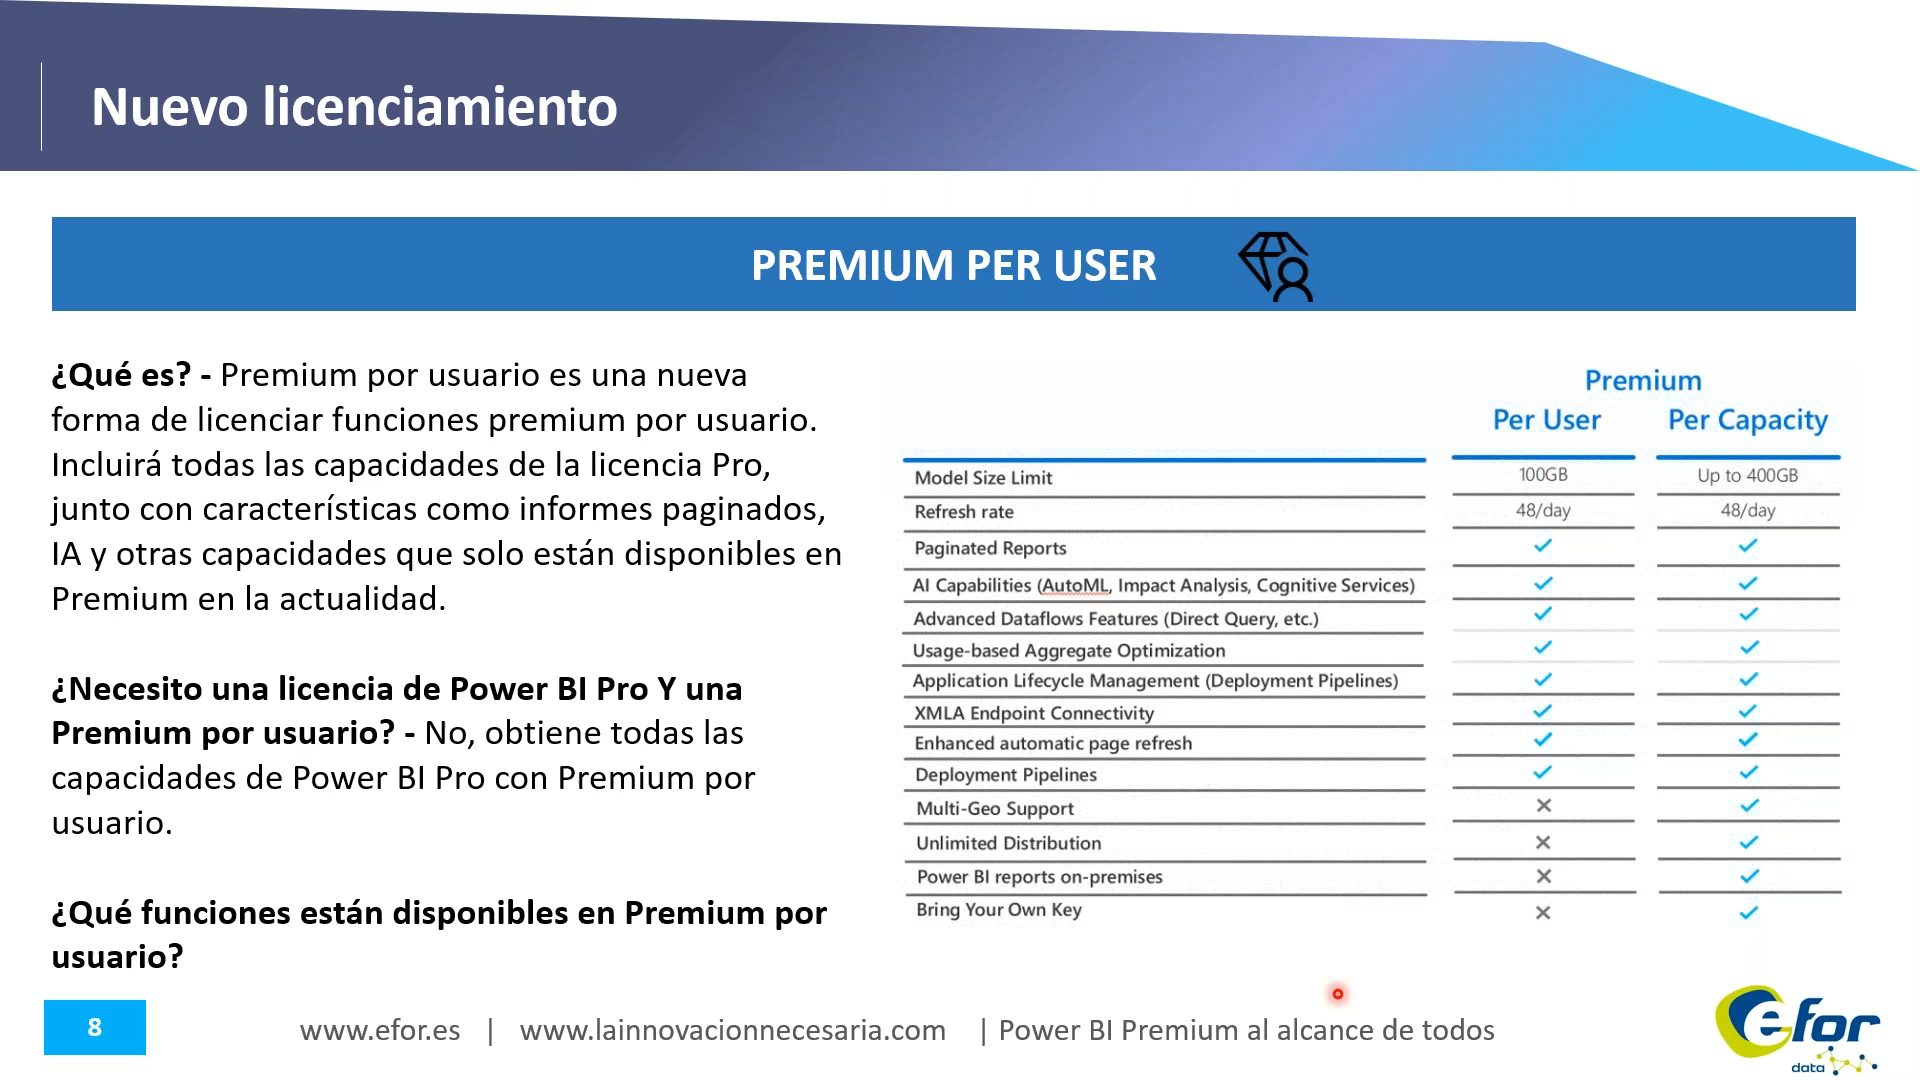 Nuevo licenciamiento
PREMIUM PER USER
¿Qué es? - Premium por usuario es una nueva
forma de licenciar funciones premium por usuario.
Incluirá todas las capacidades de la licencia Pro,
junto con características como informes paginados,
IA y otras capacidades que solo están disponibles en
Premium en la actualidad.
¿Necesito una licencia de Power BI Pro Y una
Premium por usuario? - No, obtiene todas las
capacidades de Power BI Pro con Premium por
usuario.
¿Qué funciones están disponibles en Premium por
usuario?
Premium
Per User Per Capacity
Model Size Limit 100GB Up to 400GB
Refresh rate 48/day 48/day
Paginated Reports ✓ ✓
AI Capabilities (AutoML, Impact Analysis, Cognitive Services) ✓ ✓
Advanced Dataflows Features (Direct Query, etc.) ✓ ✓
Usage-based Aggregate Optimization ✓ ✓
Application Lifecycle Management (Deployment Pipelines) ✓ ✓
XMLA Endpoint Connectivity ✓ ✓
Enhanced automatic page refresh ✓ ✓
Deployment Pipelines ✓ ✓
Multi-Geo Support ✕ ✓
Unlimited Distribution ✕ ✓
Power BI reports on-premises ✕ ✓
Bring Your Own Key ✕ ✓
8
www.efor.es | www.lainnovacionnecesaria.com | Power BI Premium al alcance de todos
efor
data